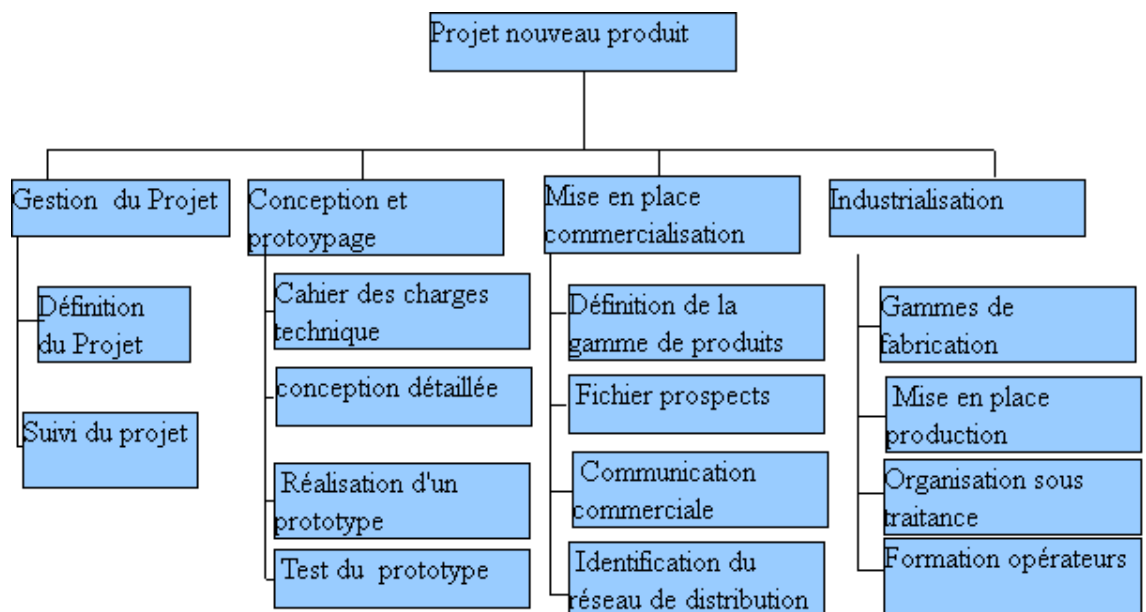 Projet nouveau produit
Gestion du Projet
Définition
du Projet
Suivi du projet
Conception et
protoypage
Cahier des charges
technique
conception détaillée
Réalisation d'un
prototype
Test du prototype
Mise en place
commercialisation
Définition de la
gamme de produits
Fichier prospects
Communication
commerciale
Identification du
réseau de distribution
Industrialisation
Gammes de
fabrication
Mise en place
production
Organisation sous
traitance
Formation opérateurs